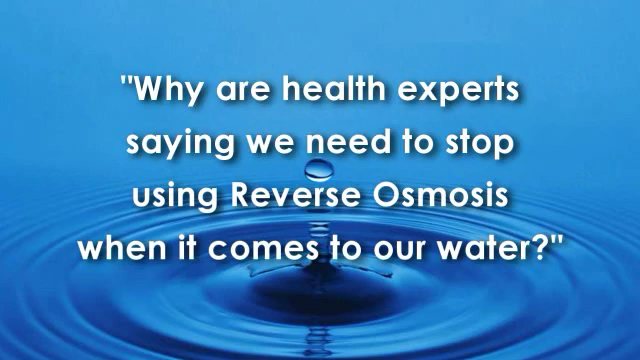 "Why are health experts
saying we need to stop
using Reverse Osmosis
when it comes to our water?"